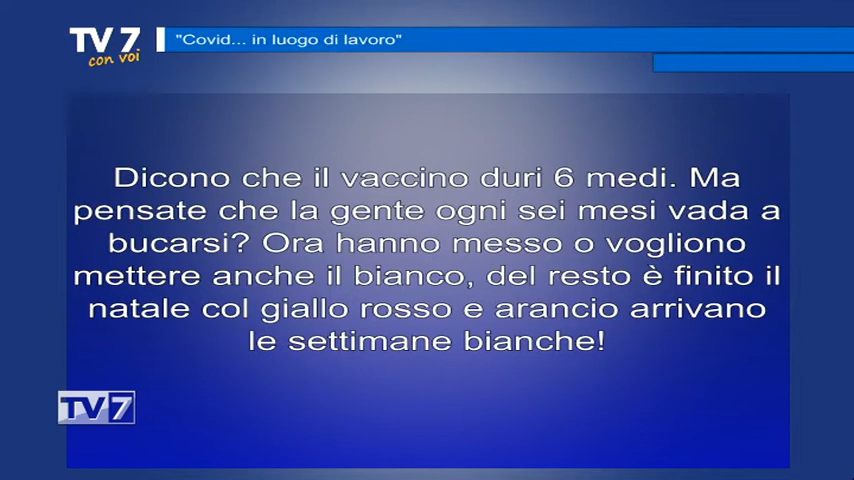 TV7
con voi
"Covid... in luogo di lavoro"
Dicono che il vaccino duri 6 medi. Ma
pensate che la gente ogni sei mesi vada a
bucarsi? Ora hanno messo o vogliono
mettere anche il bianco, del resto è finito il
natale col giallo rosso e arancio arrivano
le settimane bianche!
TV7